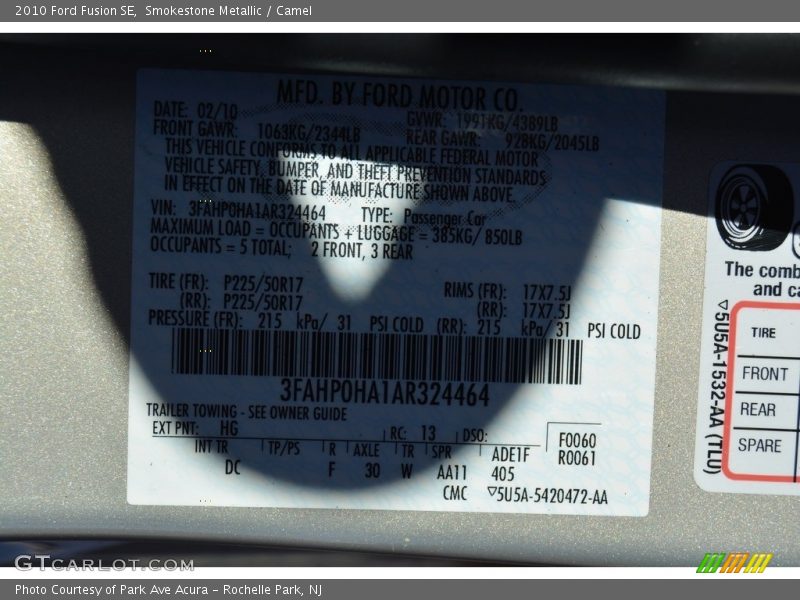 2010 Ford Fusion SE, Smokestone Metallic / Camel
MFD. BY FORD MOTOR CO.
DATE: 02/10 GVWR: 1991KG/4389LB
FRONT GAWR: 1063KG/2344LB REAR GAWR: 928KG/2045LB
THIS VEHICLE CONFORMS TO ALL APPLICABLE FEDERAL MOTOR
VEHICLE SAFETY, BUMPER, AND THEFT PREVENTION STANDARDS
IN EFFECT ON THE DATE OF MANUFACTURE SHOWN ABOVE.
VIN: 3FAHP0HA1AR324464 TYPE: Passenger Car
MAXIMUM LOAD = OCCUPANTS + LUGGAGE = 385KG/ 850LB
OCCUPANTS = 5 TOTAL; 2 FRONT, 3 REAR
TIRE (FR): P225/50R17 RIMS (FR): 17X7.5J
(RR): P225/50R17 (RR): 17X7.5J
PRESSURE (FR): 215 kPa/ 31 PSI COLD (RR): 215 kPa/ 31 PSI COLD
3FAHP0HA1AR324464
TRAILER TOWING - SEE OWNER GUIDE
EXT PNT: HG RC: 13 DSO: F0060
INT TR TP/PS R AXLE TR SPR ADE1F R0061
DC F 30 W AA11 405
CMC ▽5U5A-5420472-AA
The comb
and ca
▽5U5A-1532-AA (TLU)
TIRE
FRONT
REAR
SPARE
GTCARLOT.COM
Photo Courtesy of Park Ave Acura - Rochelle Park, NJ